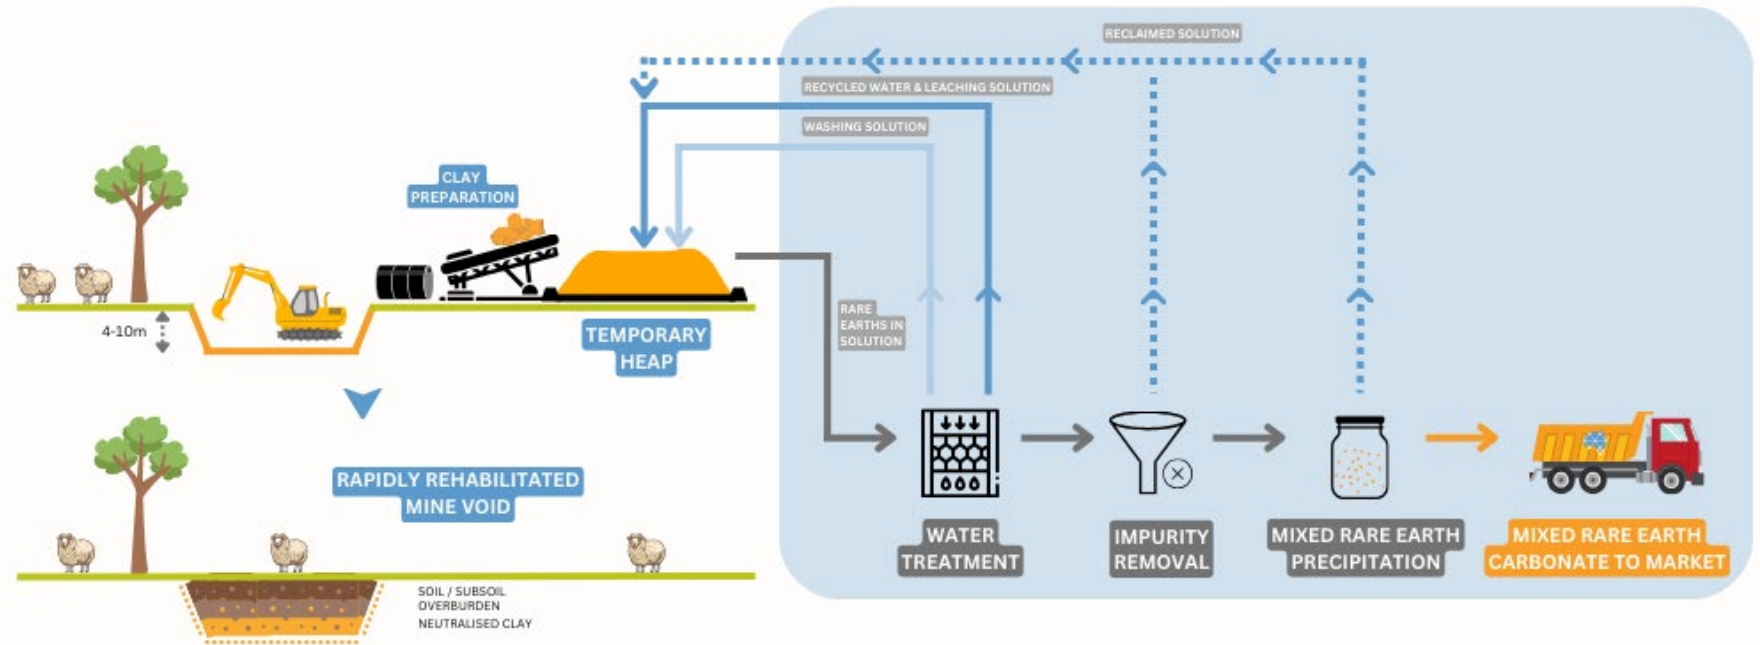 RECLAIMED SOLUTION
RECYCLED WATER & LEACHING SOLUTION
WASHING SOLUTION
CLAY
PREPARATION
4-10m
TEMPORARY
HEAP
RARE
EARTHS IN
SOLUTION
RAPIDLY REHABILITATED
MINE VOID
WATER
TREATMENT
IMPURITY
REMOVAL
MIXED RARE EARTH
PRECIPITATION
MIXED RARE EARTH
CARBONATE TO MARKET
SOIL / SUBSOIL
OVERBURDEN
NEUTRALISED CLAY